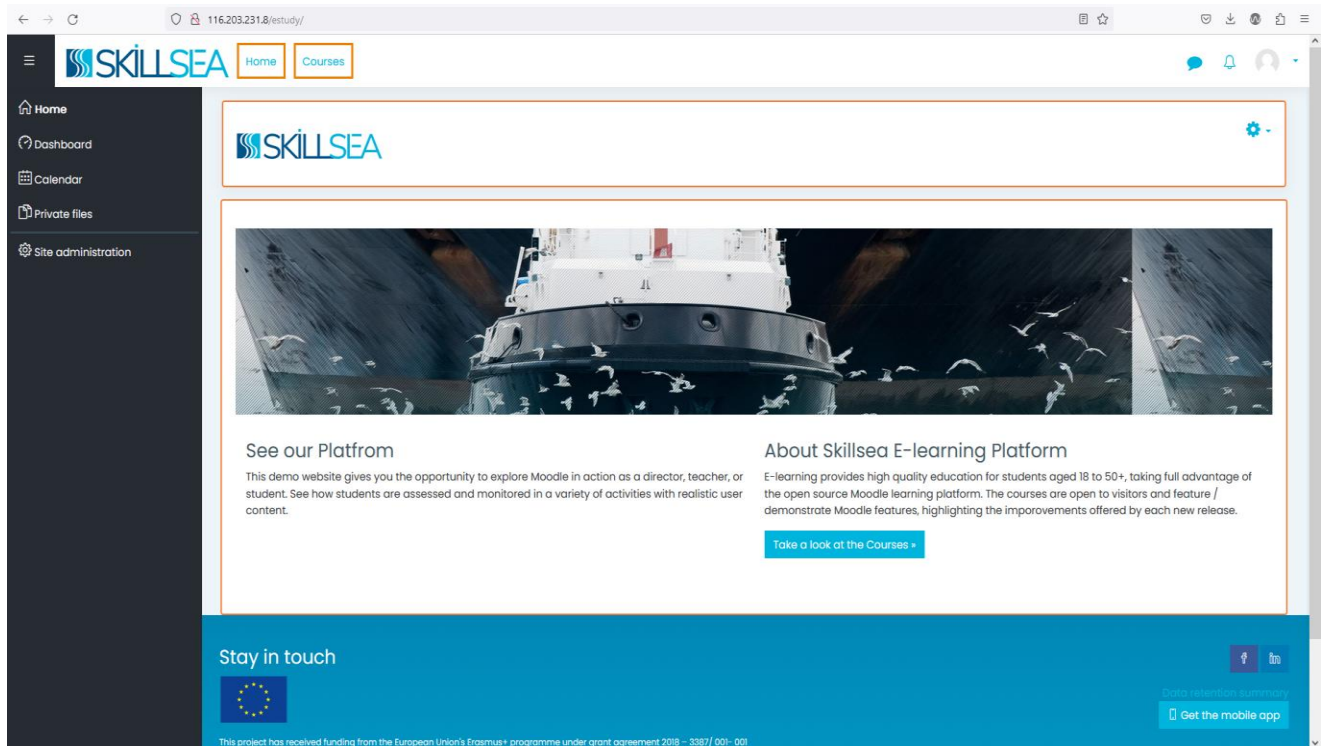 116.203.231.8/estudy/
SKILLSEA
Home
Courses
Home
Dashboard
Calendar
Private files
Site administration
SKILLSEA
See our Platfrom
This demo website gives you the opportunity to explore Moodle in action as a director, teacher, or
student. See how students are assessed and monitored in a variety of activities with realistic user
content.
About Skillsea E-learning Platform
E-learning provides high quality education for students aged 18 to 50+, taking full advantage of
the open source Moodle learning platform. The courses are open to visitors and feature /
demonstrate Moodle features, highlighting the imporovements offered by each new release.
Take a look at the Courses »
Stay in touch
f in
Data retention summary
Get the mobile app
This project has received funding from the European Union's Erasmus+ programme under grant agreement 2018 – 3387/ 001- 001